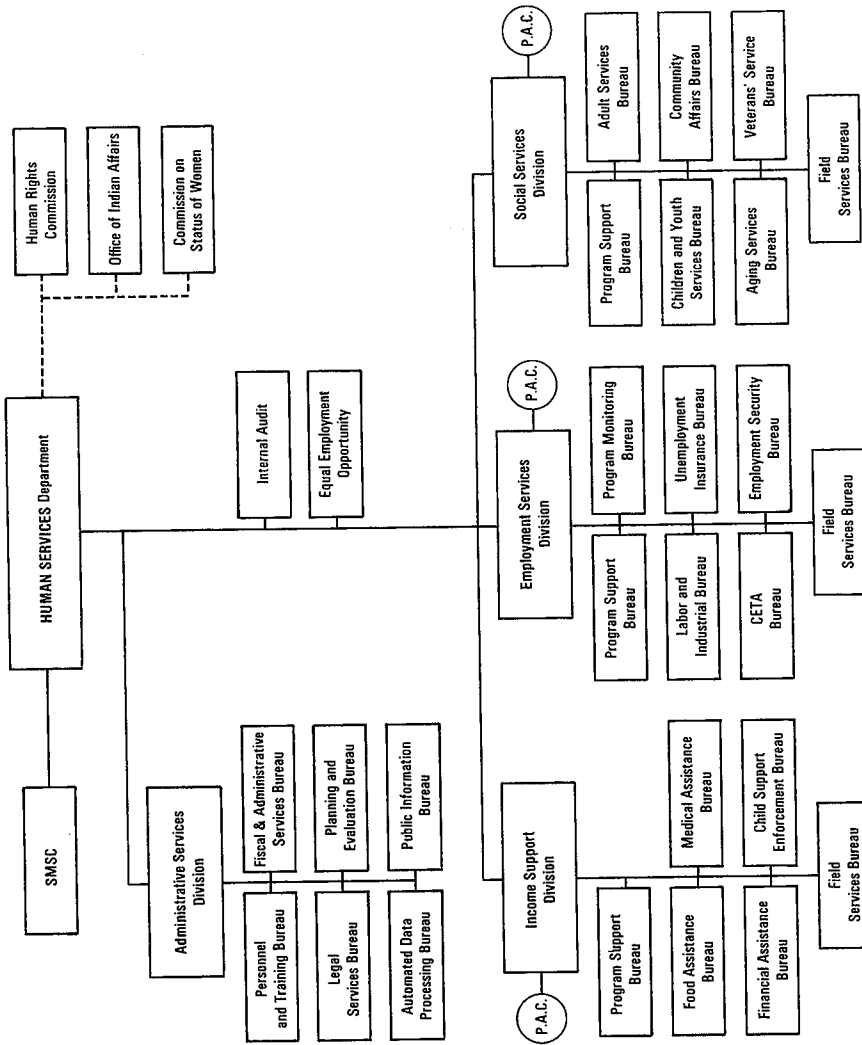 HUMAN SERVICES Department
SMSC
Human Rights
Commission
Office of Indian Affairs
Commission on
Status of Women
Administrative Services
Division
Personnel
and Training Bureau
Fiscal & Administrative
Services Bureau
Legal
Services Bureau
Planning and
Evaluation Bureau
Automated Data
Processing Bureau
Public Information
Bureau
Internal Audit
Equal Employment
Opportunity
Income Support
Division
P.A.C.
Program Support
Bureau
Food Assistance
Bureau
Medical Assistance
Bureau
Financial Assistance
Bureau
Child Support
Enforcement Bureau
Field
Services Bureau
Employment Services
Division
P.A.C.
Program Support
Bureau
Program Monitoring
Bureau
Labor and
Industrial Bureau
Unemployment
Insurance Bureau
CETA
Bureau
Employment Security
Bureau
Field
Services Bureau
Social Services
Division
P.A.C.
Program Support
Bureau
Adult Services
Bureau
Children and Youth
Services Bureau
Community
Affairs Bureau
Aging Services
Bureau
Veterans' Service
Bureau
Field
Services Bureau